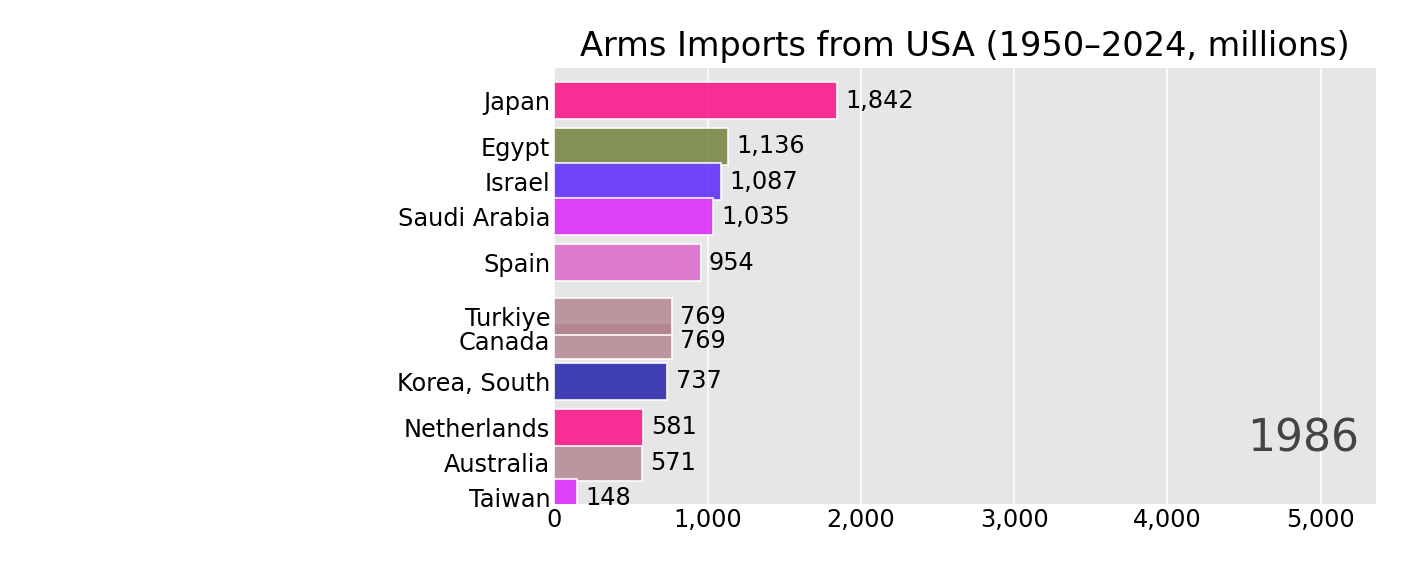 Arms Imports from USA (1950–2024, millions)
Japan 1,842
Egypt 1,136
Israel 1,087
Saudi Arabia 1,035
Spain 954
Turkiye 769
Canada 769
Korea, South 737
Netherlands 581
1986
Australia 571
Taiwan 148
0 1,000 2,000 3,000 4,000 5,000